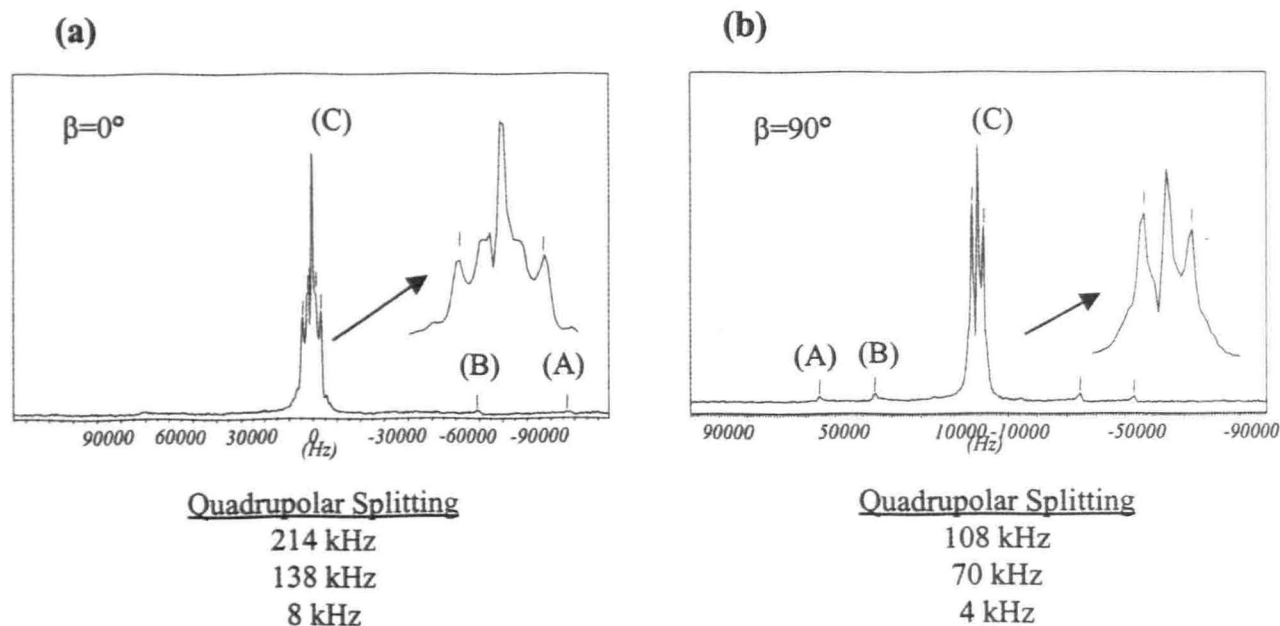 (a)
β=0°
(C)
(B)
(A)
90000 60000 30000 0 -30000 -60000 -90000
(Hz)
Quadrupolar Splitting
214 kHz
138 kHz
8 kHz
(b)
β=90°
(C)
(A)
(B)
90000 50000 10000 -10000 -50000 -90000
(Hz)
Quadrupolar Splitting
108 kHz
70 kHz
4 kHz